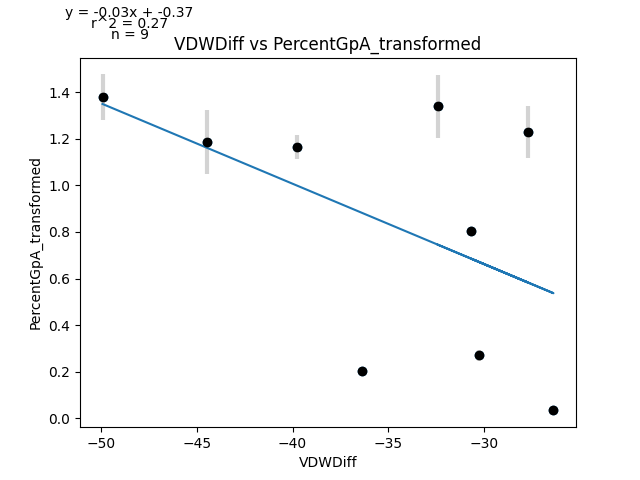 y = -0.03x + -0.37
r^2 = 0.27
n = 9
VDWDiff vs PercentGpA_transformed
PercentGpA_transformed
1.4
1.2
1.0
0.8
0.6
0.4
0.2
0.0
−50
−45
−40
−35
−30
VDWDiff